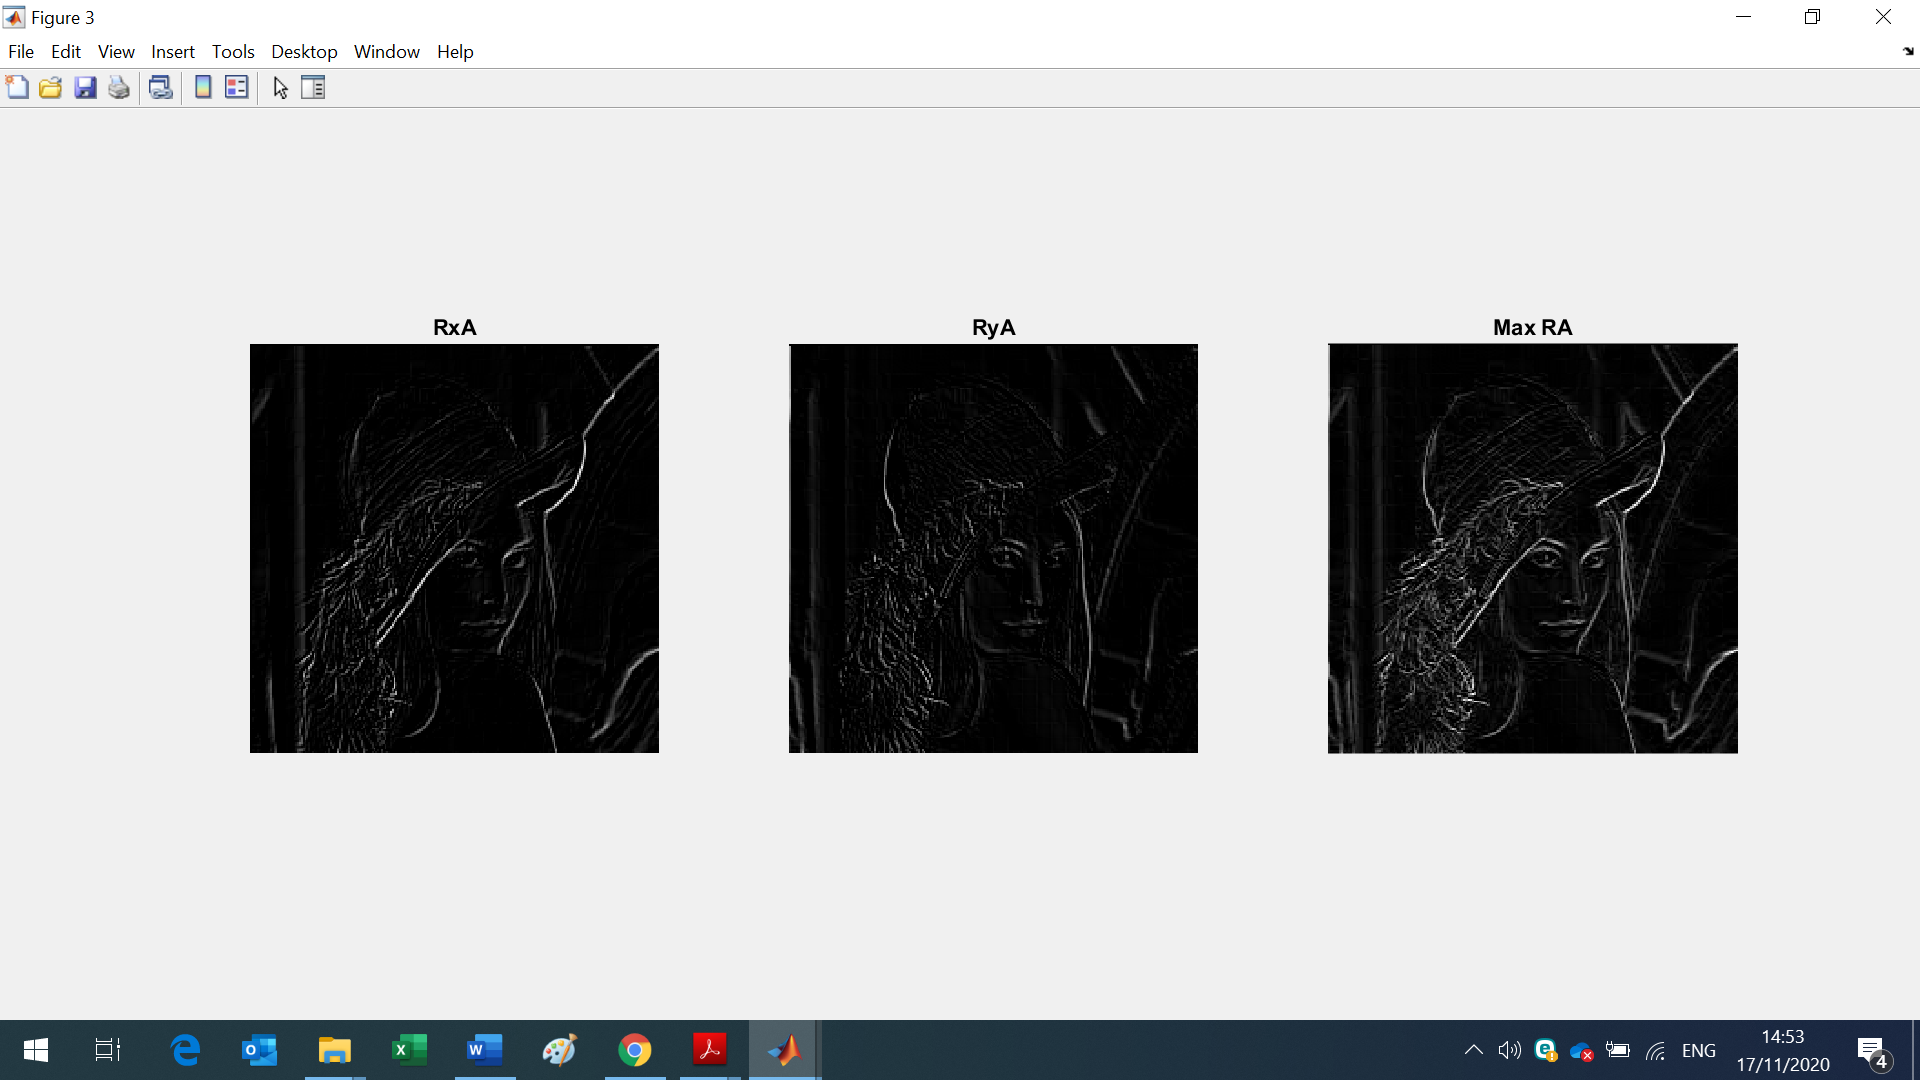 Figure 3
File Edit View Insert Tools Desktop Window Help
RxA RyA Max RA
ENG
14:53
17/11/2020
4